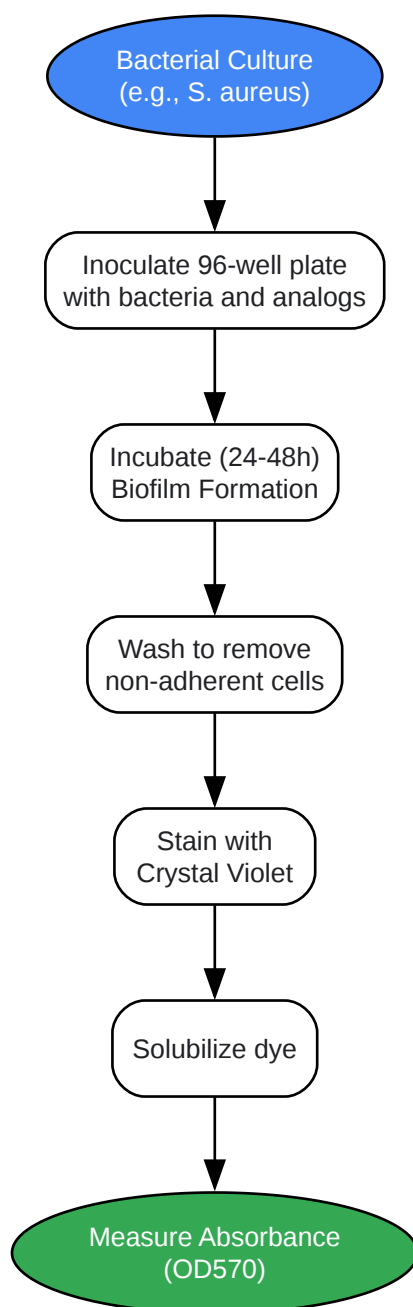 Bacterial Culture
(e.g., S. aureus)
Inoculate 96-well plate
with bacteria and analogs
Incubate (24-48h)
Biofilm Formation
Wash to remove
non-adherent cells
Stain with
Crystal Violet
Solubilize dye
Measure Absorbance
(OD570)